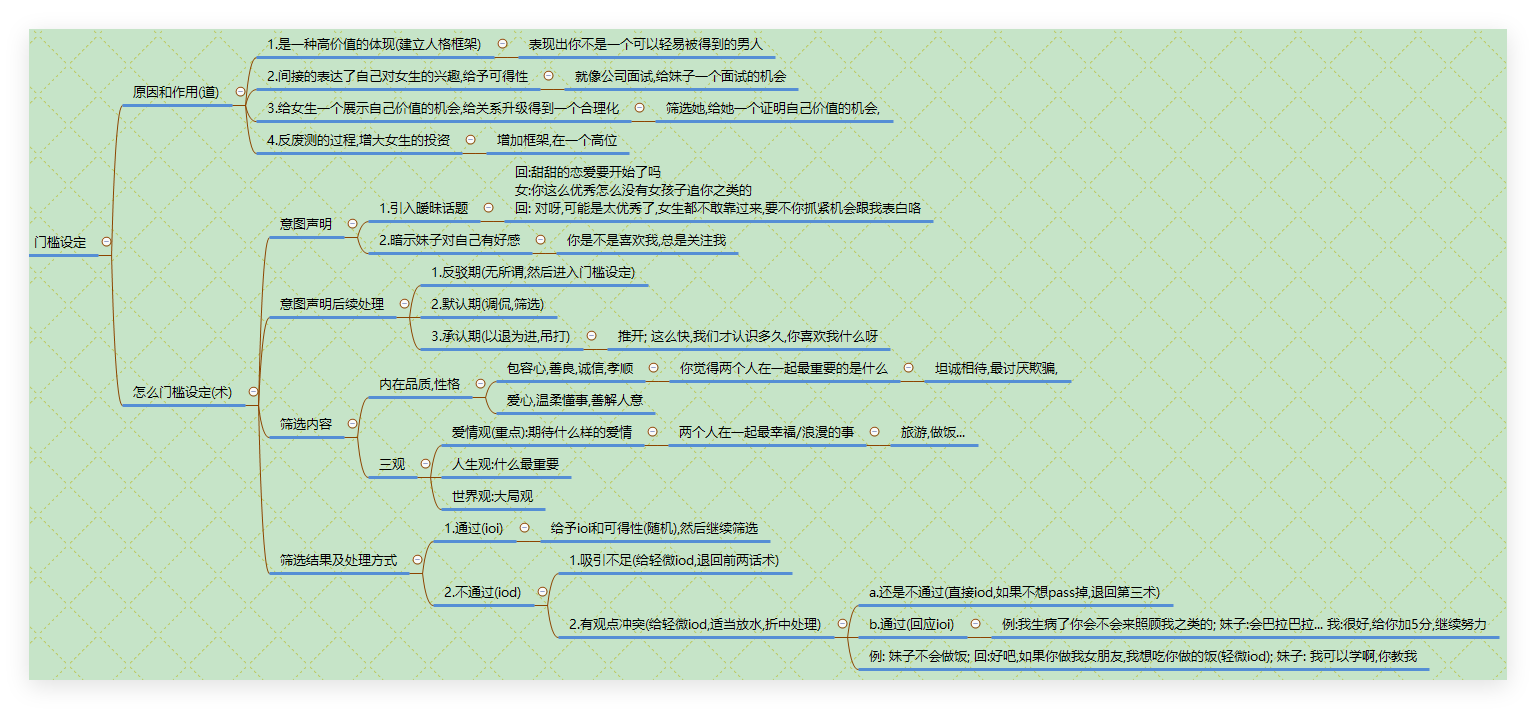 门槛设定
原因和作用(道)
1.是一种高价值的体现(建立人格框架)
表现出你不是一个可以轻易被得到的男人
2.间接的表达了自己对女生的兴趣,给予可得性
就像公司面试,给妹子一个面试的机会
3.给女生一个展示自己价值的机会,给关系升级得到一个合理化
筛选她,给她一个证明自己价值的机会,
4.反废测的过程,增大女生的投资
增加框架,在一个高位
怎么门槛设定(术)
意图声明
1.引入暧昧话题
回:甜甜的恋爱要开始了吗
女:你这么优秀怎么没有女孩子追你之类的
回: 对呀,可能是太优秀了,女生都不敢靠过来,要不你抓紧机会跟我表白咯
2.暗示妹子对自己有好感
你是不是喜欢我,总是关注我
意图声明后续处理
1.反驳期(无所谓,然后进入门槛设定)
2.默认期(调侃,筛选)
3.承认期(以退为进,吊打)
推开; 这么快,我们才认识多久,你喜欢我什么呀
筛选内容
内在品质,性格
包容心,善良,诚信,孝顺
你觉得两个人在一起最重要的是什么
坦诚相待,最讨厌欺骗,
爱心,温柔懂事,善解人意
三观
爱情观(重点):期待什么样的爱情
两个人在一起最幸福/浪漫的事
旅游,做饭...
人生观:什么最重要
世界观:大局观
筛选结果及处理方式
1.通过(ioi)
给予ioi和可得性(随机),然后继续筛选
2.不通过(iod)
1.吸引不足(给轻微iod,退回前两话术)
2.有观点冲突(给轻微iod,适当放水,折中处理)
a.还是不通过(直接iod,如果不想pass掉,退回第三术)
b.通过(回应ioi)
例:我生病了你会不会来照顾我之类的; 妹子:会巴拉巴拉... 我:很好,给你加5分,继续努力
例: 妹子不会做饭; 回:好吧,如果你做我女朋友,我想吃你做的饭(轻微iod); 妹子: 我可以学啊,你教我